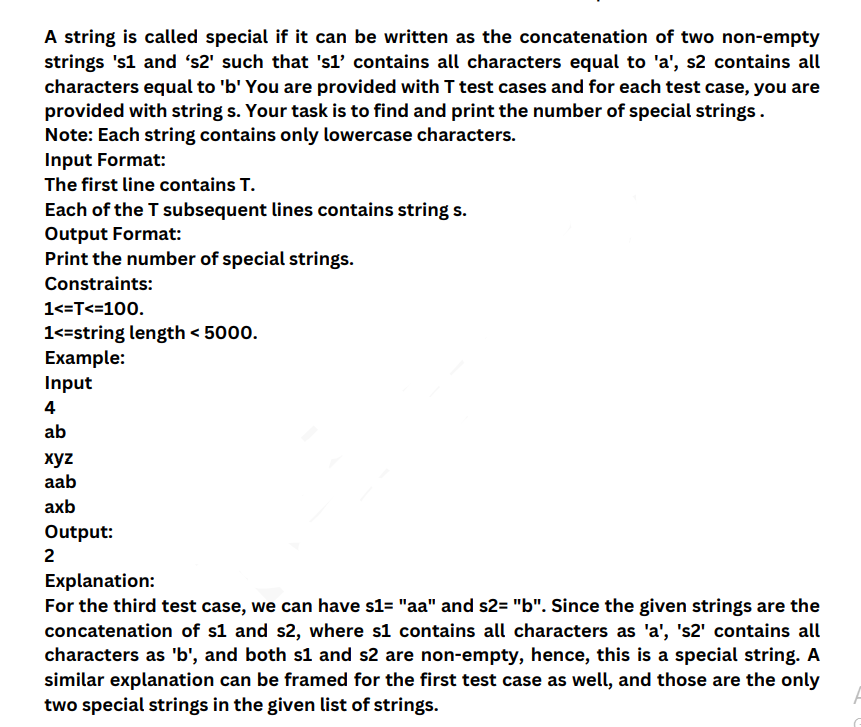 A string is called special if it can be written as the concatenation of two non-empty
strings 's1 and ‘s2' such that 's1’ contains all characters equal to 'a', s2 contains all
characters equal to 'b' You are provided with T test cases and for each test case, you are
provided with string s. Your task is to find and print the number of special strings .
Note: Each string contains only lowercase characters.
Input Format:
The first line contains T.
Each of the T subsequent lines contains string s.
Output Format:
Print the number of special strings.
Constraints:
1<=T<=100.
1<=string length < 5000.
Example:
Input
4
ab
xyz
aab
axb
Output:
2
Explanation:
For the third test case, we can have s1= "aa" and s2= "b". Since the given strings are the
concatenation of s1 and s2, where s1 contains all characters as 'a', 's2' contains all
characters as 'b', and both s1 and s2 are non-empty, hence, this is a special string. A
similar explanation can be framed for the first test case as well, and those are the only
two special strings in the given list of strings.